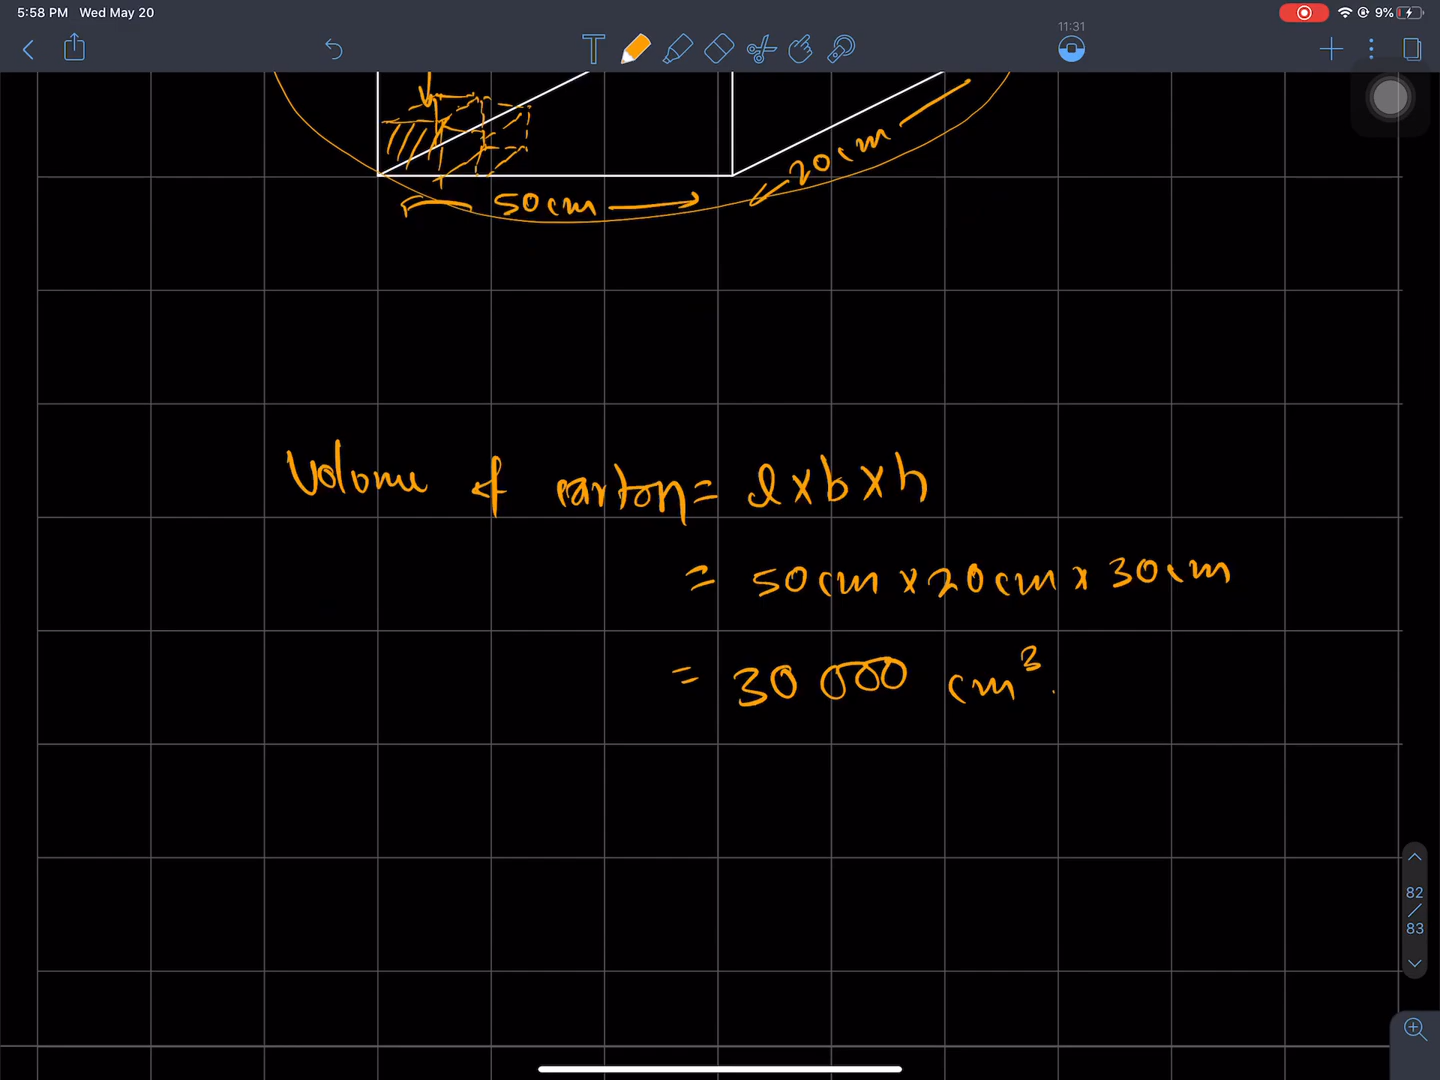 5:58 PM Wed May 20
9%
11:31
20cm
50cm
Volume of carton = l x b x h
= 50cm x 20cm x 30cm
= 30 000 cm³.
82
/
83